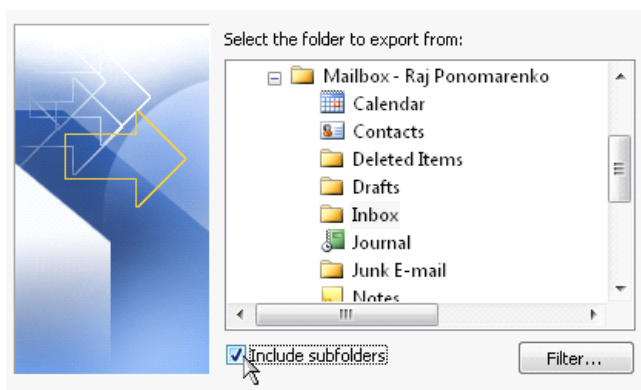 Select the folder to export from:
Mailbox - Raj Ponomarenko
Calendar
Contacts
Deleted Items
Drafts
Inbox
Journal
Junk E-mail
Notes
Include subfolders
Filter...